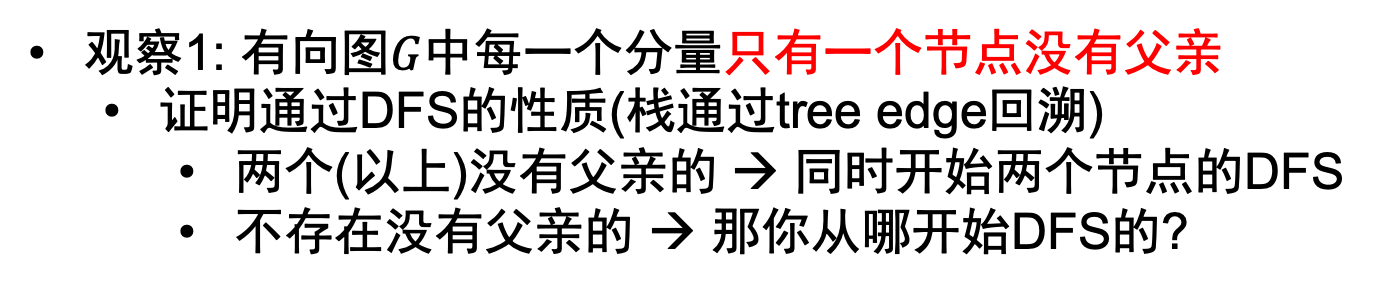 • 观察1: 有向图𝐺中每一个分量只有一个节点没有父亲
• 证明通过DFS的性质(栈通过tree edge回溯)
• 两个(以上)没有父亲的 → 同时开始两个节点的DFS
• 不存在没有父亲的 → 那你从哪开始DFS的?